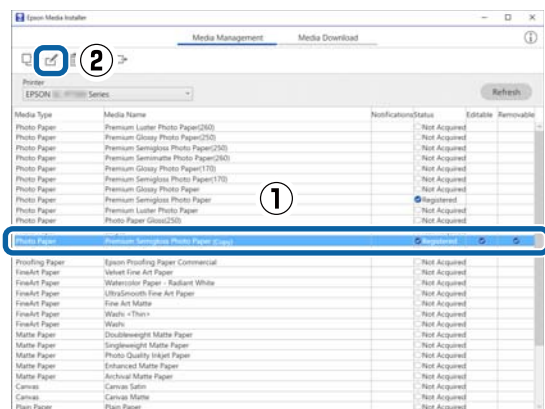 Epson Media Installer
Media Management Media Download
②
Printer
EPSON Series
Refresh
Media Type Media Name Notifications Status Editable Removable
Photo Paper Premium Luster Photo Paper(260) Not Acquired
Photo Paper Premium Glossy Photo Paper(250) Not Acquired
Photo Paper Premium Semigloss Photo Paper(250) Not Acquired
Photo Paper Premium Semimatte Photo Paper(260) Not Acquired
Photo Paper Premium Glossy Photo Paper(170) Not Acquired
Photo Paper Premium Semigloss Photo Paper(170) Not Acquired
Photo Paper Premium Glossy Photo Paper Not Acquired
Photo Paper Premium Semigloss Photo Paper Registered
Photo Paper Premium Luster Photo Paper Not Acquired
Photo Paper Photo Paper Gloss(250) Not Acquired
①
Photo Paper Premium Semigloss Photo Paper (Copy) Registered
Proofing Paper Epson Proofing Paper Commercial Not Acquired
FineArt Paper Velvet Fine Art Paper Not Acquired
FineArt Paper Watercolor Paper - Radiant White Not Acquired
FineArt Paper UltraSmooth Fine Art Paper Not Acquired
FineArt Paper Fine Art Matte Not Acquired
FineArt Paper Washi <Thin> Not Acquired
FineArt Paper Washi Not Acquired
Matte Paper Doubleweight Matte Paper Not Acquired
Matte Paper Singleweight Matte Paper Not Acquired
Matte Paper Photo Quality Inkjet Paper Not Acquired
Matte Paper Enhanced Matte Paper Not Acquired
Matte Paper Archival Matte Paper Not Acquired
Canvas Canvas Satin Not Acquired
Canvas Canvas Matte Not Acquired
Plain Paper Plain Paper Not Acquired